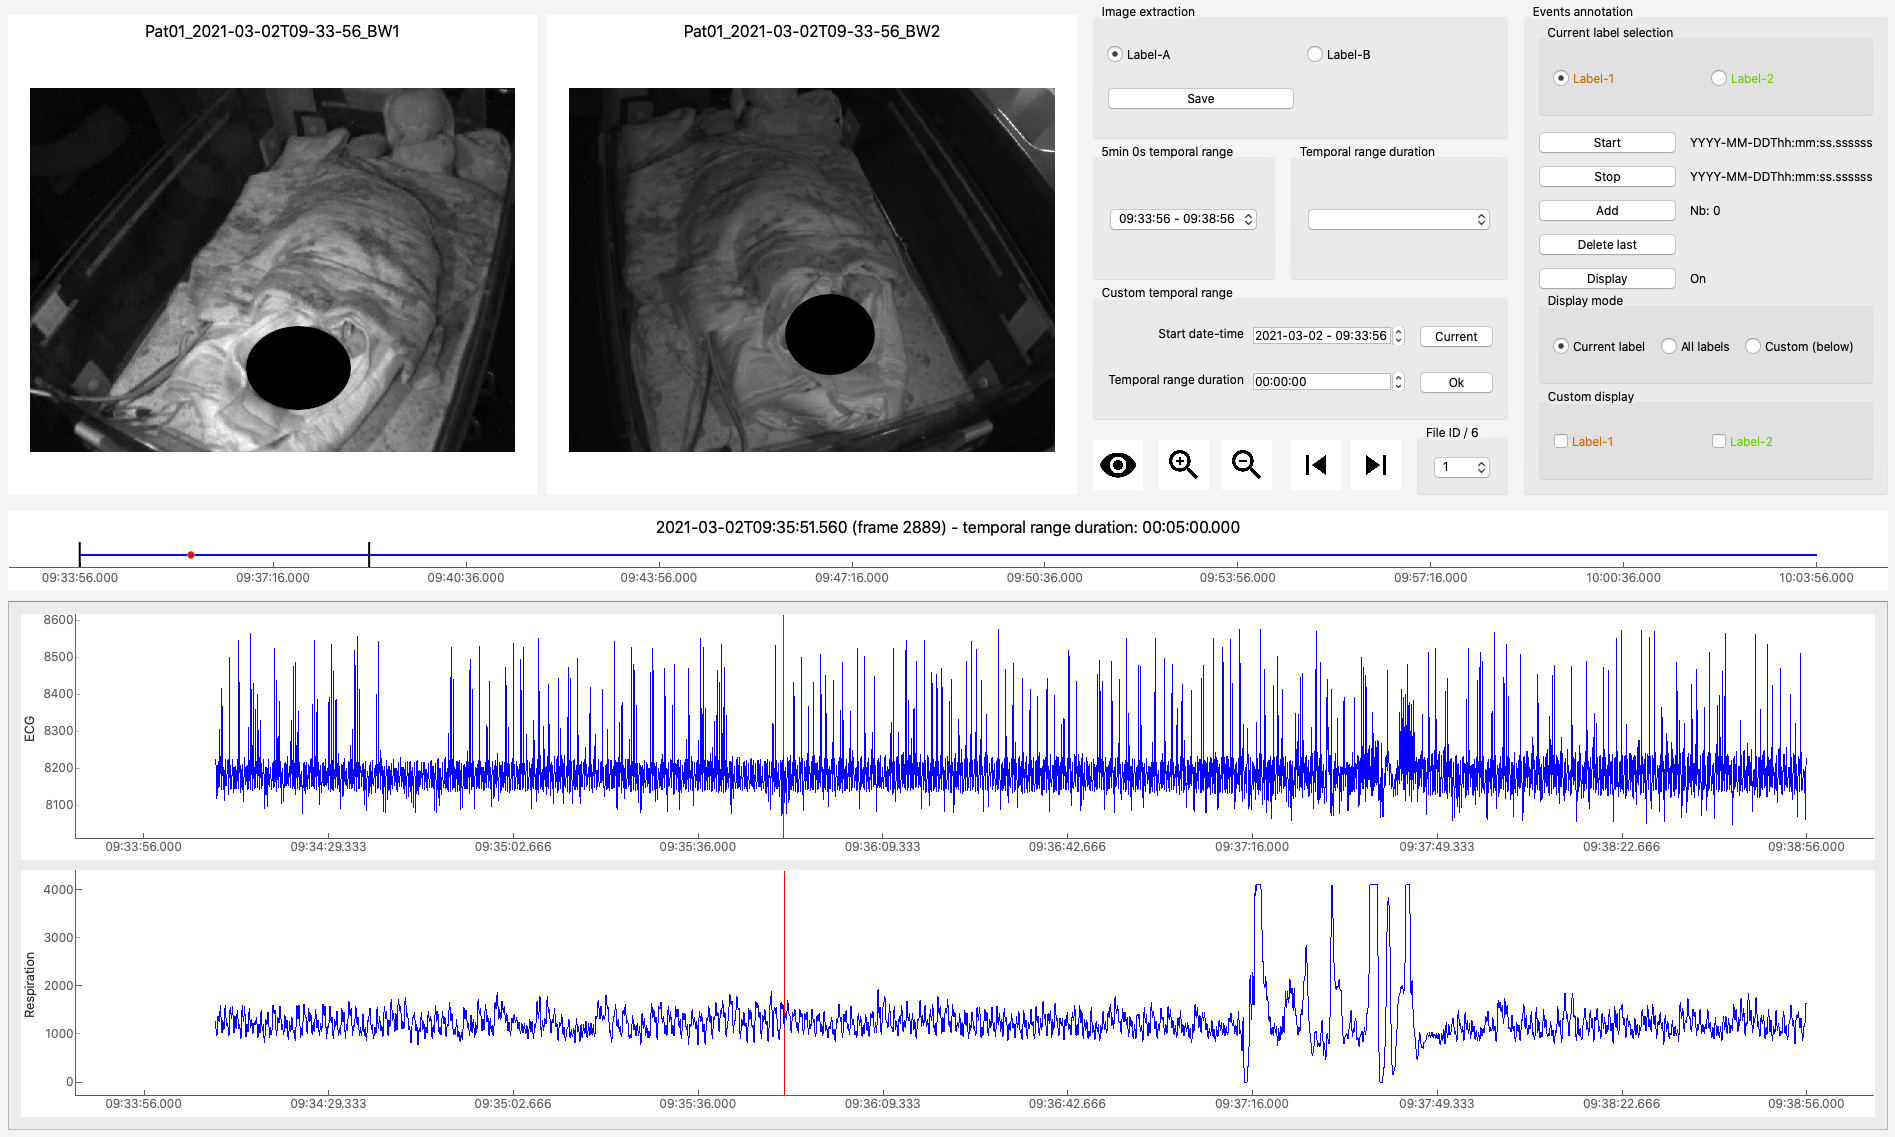 Pat01_2021-03-02T09-33-56_BW1
Pat01_2021-03-02T09-33-56_BW2
Image extraction
Label-A
Label-B
Save
5min 0s temporal range
09:33:56 - 09:38:56
Temporal range duration
Custom temporal range
Start date-time
2021-03-02 - 09:33:56
Current
Temporal range duration
00:00:00
Ok
File ID / 6
1
Events annotation
Current label selection
Label-1
Label-2
Start
YYYY-MM-DDThh:mm:ss.ssssss
Stop
YYYY-MM-DDThh:mm:ss.ssssss
Add
Nb: 0
Delete last
Display
On
Display mode
Current label
All labels
Custom (below)
Custom display
Label-1
Label-2
2021-03-02T09:35:51.560 (frame 2889) - temporal range duration: 00:05:00.000
09:33:56.000 09:37:16.000 09:40:36.000 09:43:56.000 09:47:16.000 09:50:36.000 09:53:56.000 09:57:16.000 10:00:36.000 10:03:56.000
ECG
8600
8500
8400
8300
8200
8100
09:33:56.000 09:34:29.333 09:35:02.666 09:35:36.000 09:36:09.333 09:36:42.666 09:37:16.000 09:37:49.333 09:38:22.666 09:38:56.000
Respiration
4000
3000
2000
1000
0
09:33:56.000 09:34:29.333 09:35:02.666 09:35:36.000 09:36:09.333 09:36:42.666 09:37:16.000 09:37:49.333 09:38:22.666 09:38:56.000